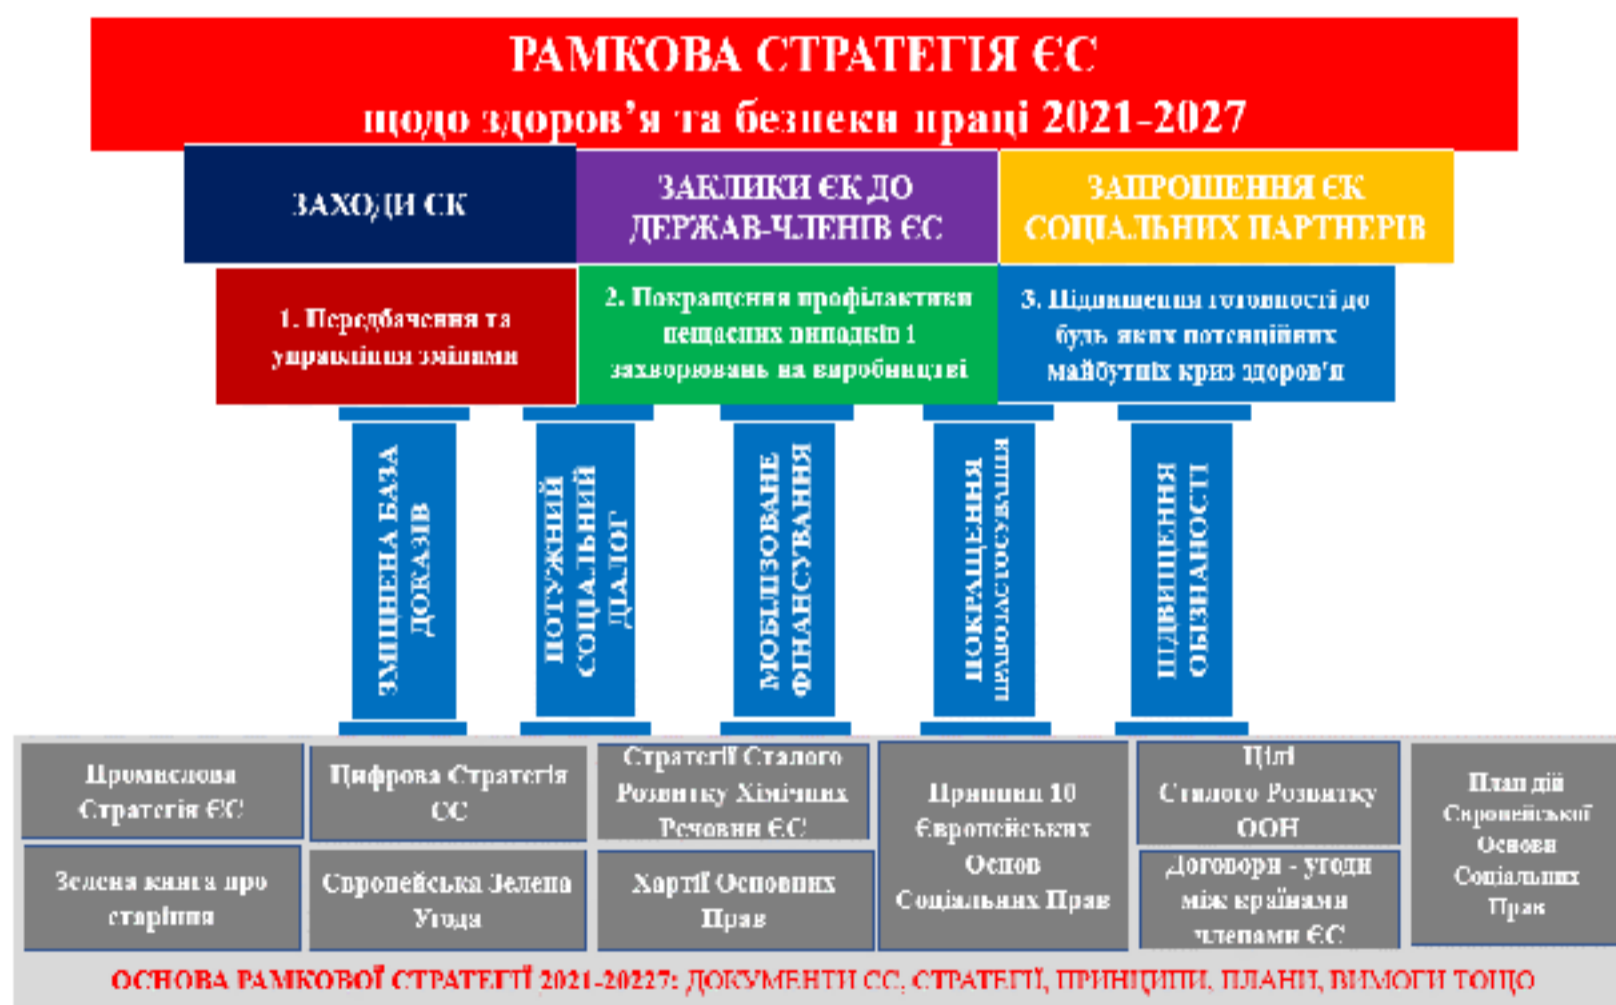 РАМКОВА СТРАТЕГІЯ ЄС
щодо здоров’я та безпеки праці 2021-2027
ЗАХОДИ ЄК
ЗАКЛИКИ ЄК ДО
ДЕРЖАВ-ЧЛЕНІВ ЄС
ЗАПРОШЕННЯ ЄК
СОЦІАЛЬНИХ ПАРТНЕРІВ
1. Передбачення та
управління змінами
2. Покращення профілактики
нещасних випадків і
захворювань на виробництві
3. Підвищення готовності до
будь яких потенційних
майбутніх криз здоров'я
ЗМІЦНЕНА БАЗА
ДОКАЗІВ
ПОТУЖНИЙ
СОЦІАЛЬНИЙ
ДІАЛОГ
МОБІЛІЗОВАНЕ
ФІНАНСУВАННЯ
ПОКРАЩЕННЯ
ПРАВОЗАСТОСУВАННЯ
ПІДВИЩЕННЯ
ОБІЗНАНОСТІ
Промислова
Стратегія ЄС
Цифрова Стратегія
ЄС
Стратегії Сталого
Розвитку Хімічних
Речовин ЄС
Принцип 10
Європейських
Основ
Соціальних Прав
Цілі
Сталого Розвитку
ООН
План дій
Європейської
Основи
Соціальних
Прав
Зелена книга про
старіння
Європейська Зелена
Угода
Хартії Основних
Прав
Договори - угоди
між країнами
членами ЄС
ОСНОВА РАМКОВОЇ СТРАТЕГІЇ 2021-20227: ДОКУМЕНТИ ЄС, СТРАТЕГІЇ, ПРИНЦИПИ, ПЛАНИ, ВИМОГИ ТОЩО